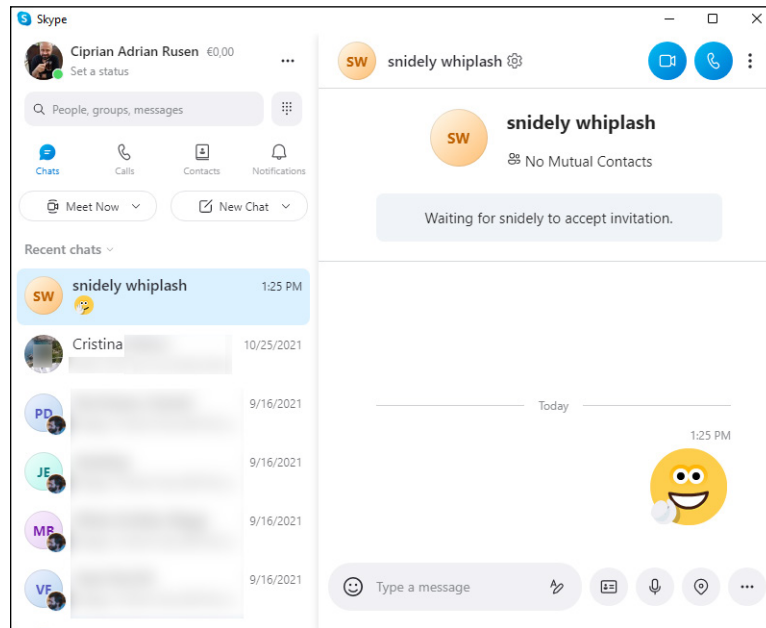 Skype
Ciprian Adrian Rusen €0,00
Set a status
People, groups, messages
Chats
Calls
Contacts
Notifications
Meet Now
New Chat
Recent chats
SW
snidely whiplash
1:25 PM
Cristina
10/25/2021
PD
9/16/2021
JE
9/16/2021
MB
9/16/2021
VF
9/16/2021
SW
snidely whiplash
SW
snidely whiplash
No Mutual Contacts
Waiting for snidely to accept invitation.
Today
1:25 PM
Type a message